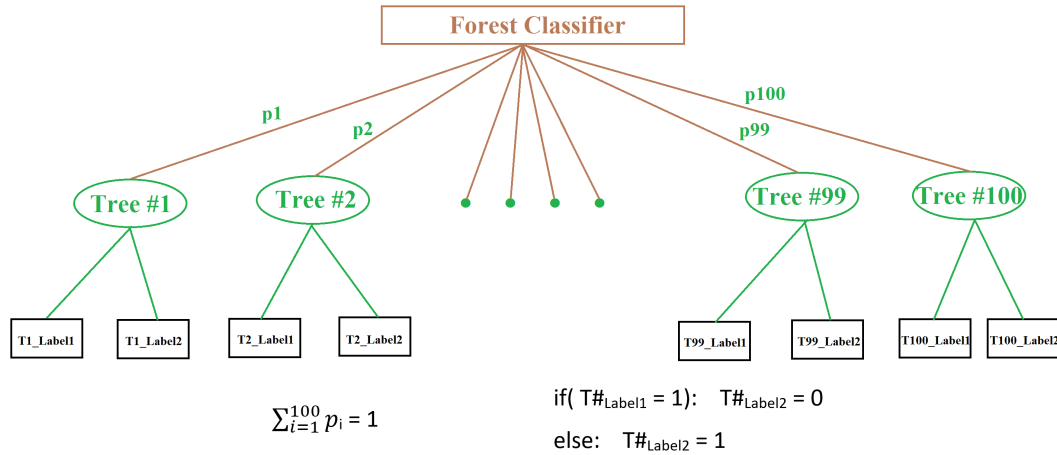 Forest Classifier
p1
p2
p99
p100
Tree #1
Tree #2
Tree #99
Tree #100
T1_Label1
T1_Label2
T2_Label1
T2_Label2
T99_Label1
T99_Label2
T100_Label1
T100_Label2
∑_{i=1}^{100} p_i = 1
if( T#_{Label1} = 1): T#_{Label2} = 0
else: T#_{Label2} = 1